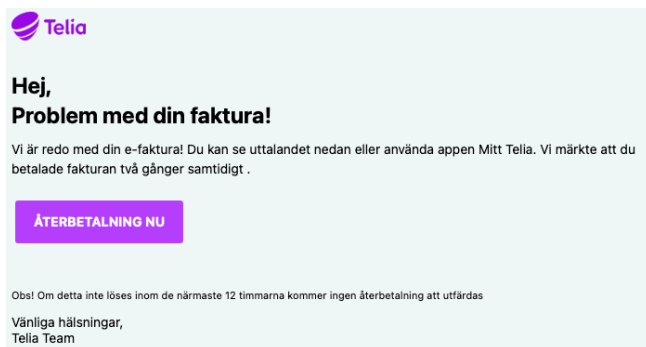 Telia
Hej,
Problem med din faktura!
Vi är redo med din e-faktura! Du kan se uttalandet nedan eller använda appen Mitt Telia. Vi märkte att du
betalade fakturan två gånger samtidigt .
ÅTERBETALNING NU
Obs! Om detta inte löses inom de närmaste 12 timmarna kommer ingen återbetalning att utfärdas
Vänliga hälsningar,
Telia Team